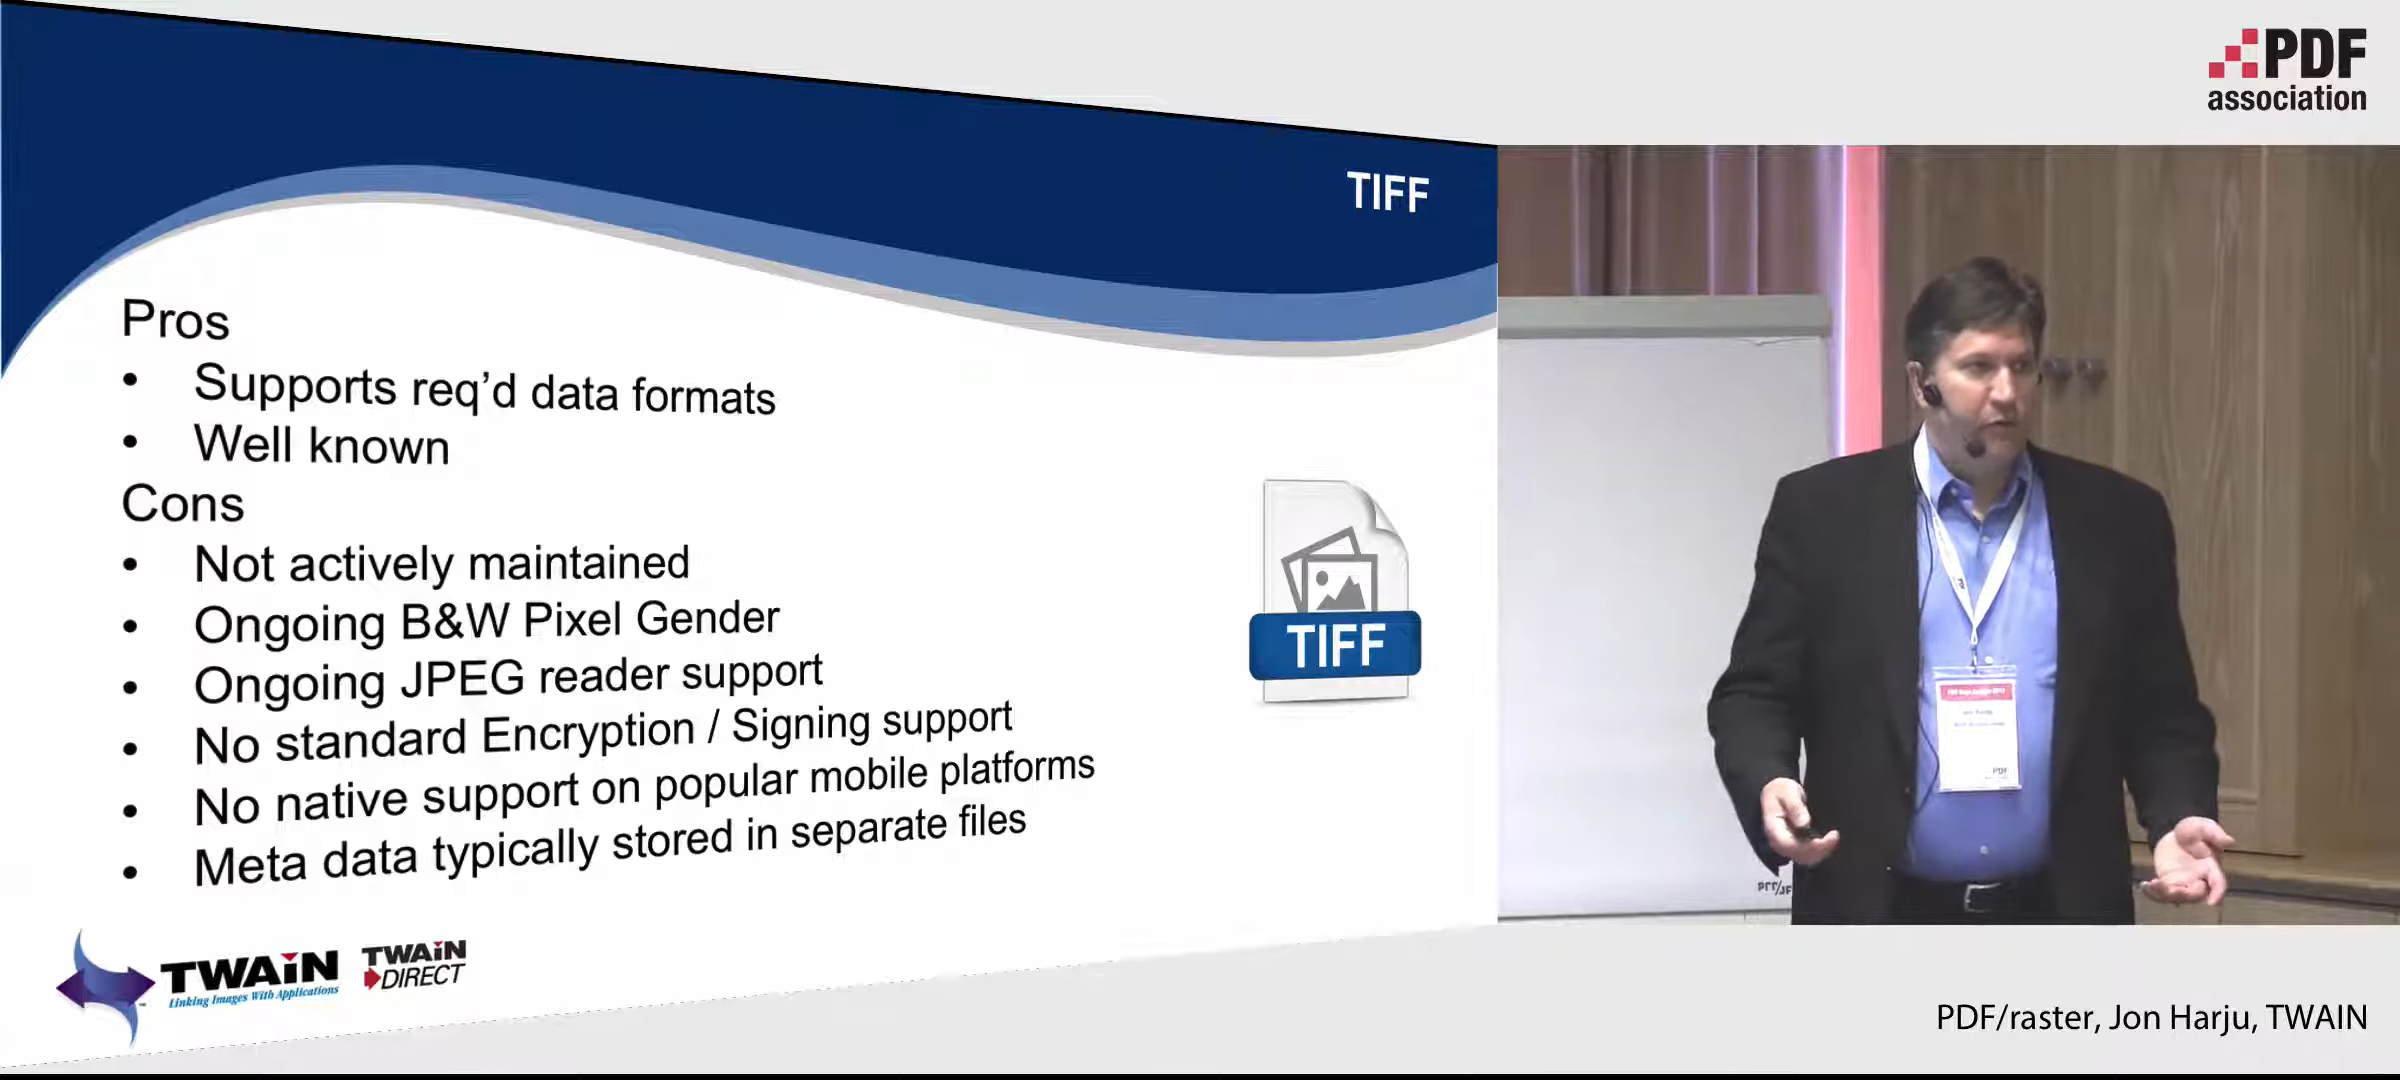 PDF
association
TIFF
Pros
• Supports req’d data formats
• Well known
Cons
• Not actively maintained
• Ongoing B&W Pixel Gender
• Ongoing JPEG reader support
• No standard Encryption / Signing support
• No native support on popular mobile platforms
• Meta data typically stored in separate files
TIFF
TWAIN
Linking Images With Applications
TWAIN
DIRECT
PDF
PDF/raster, Jon Harju, TWAIN